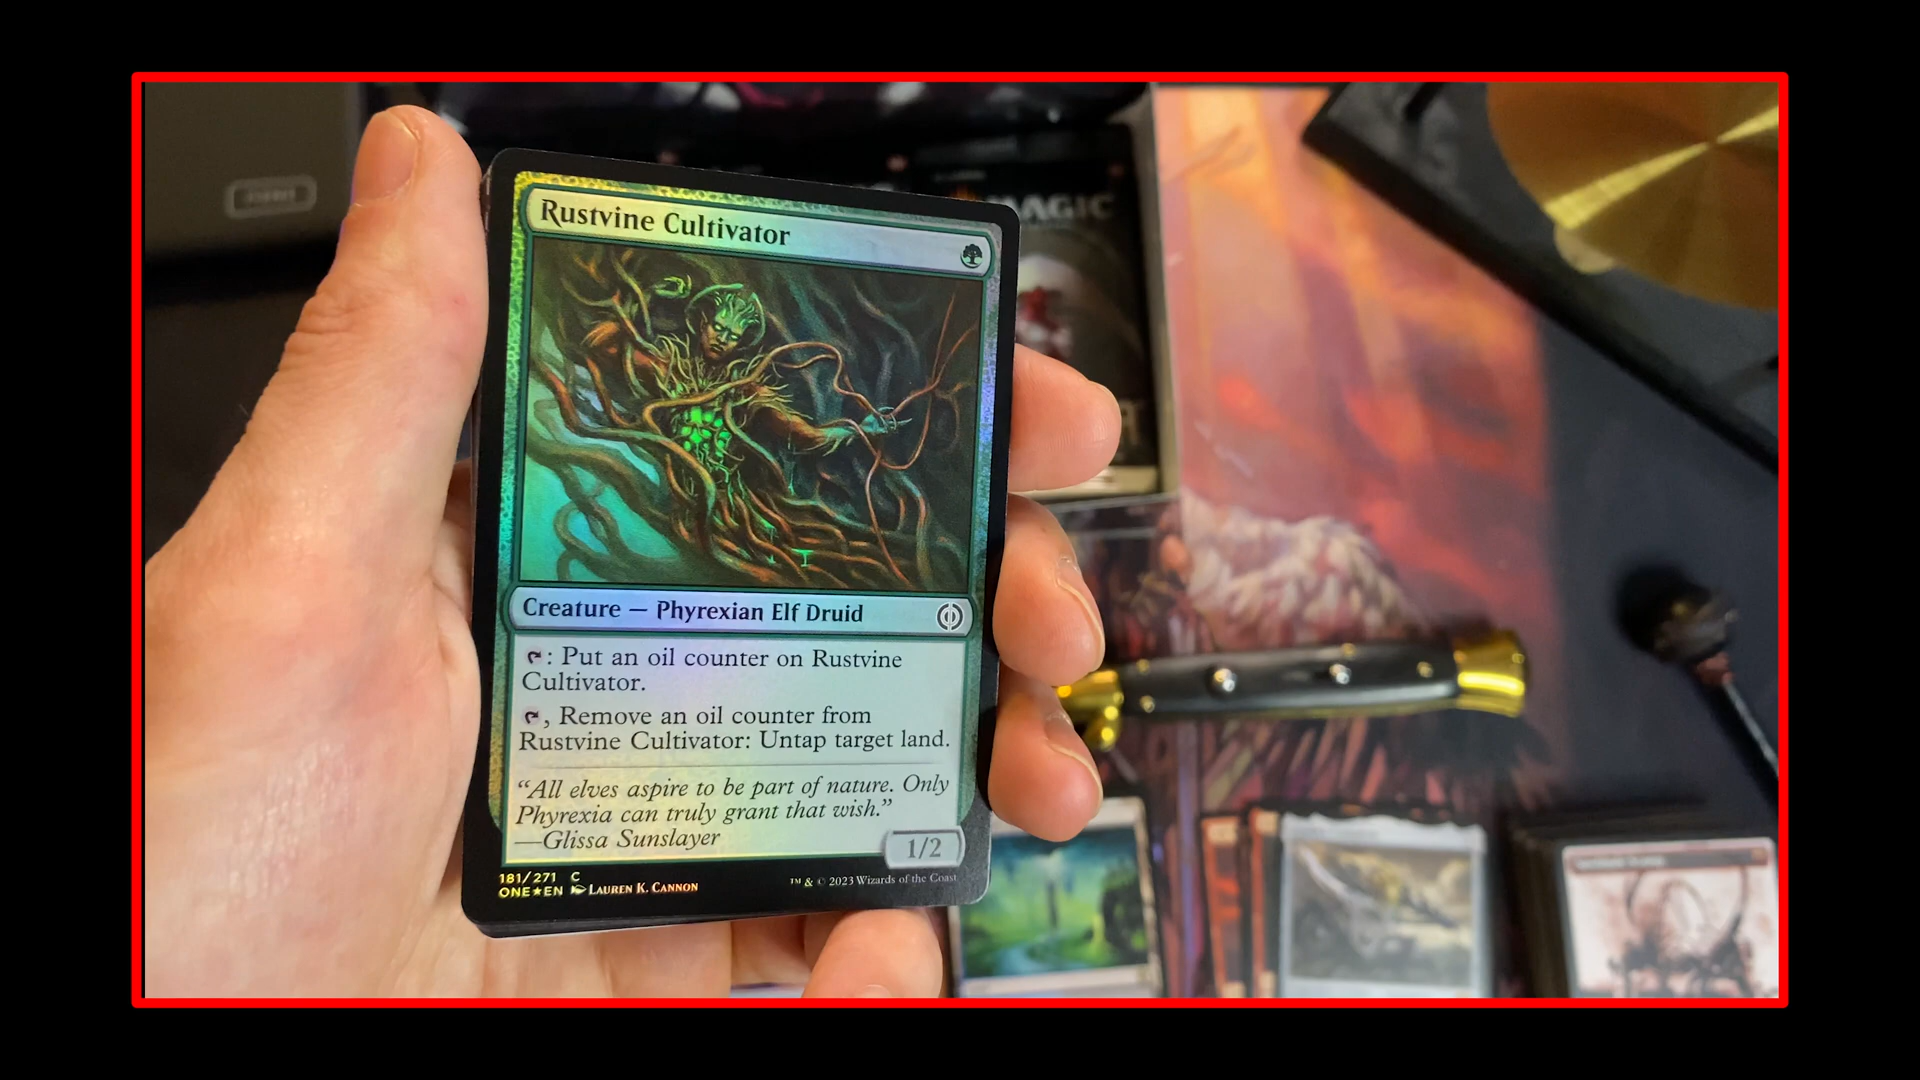 Rustvine Cultivator
MAGIC
Creature — Phyrexian Elf Druid
: Put an oil counter on Rustvine
Cultivator.
, Remove an oil counter from
Rustvine Cultivator: Untap target land.
“All elves aspire to be part of nature. Only
Phyrexia can truly grant that wish.”
—Glissa Sunslayer
1/2
181/271 C
ONE★EN LAUREN K. CANNON
™ & © 2023 Wizards of the Coast